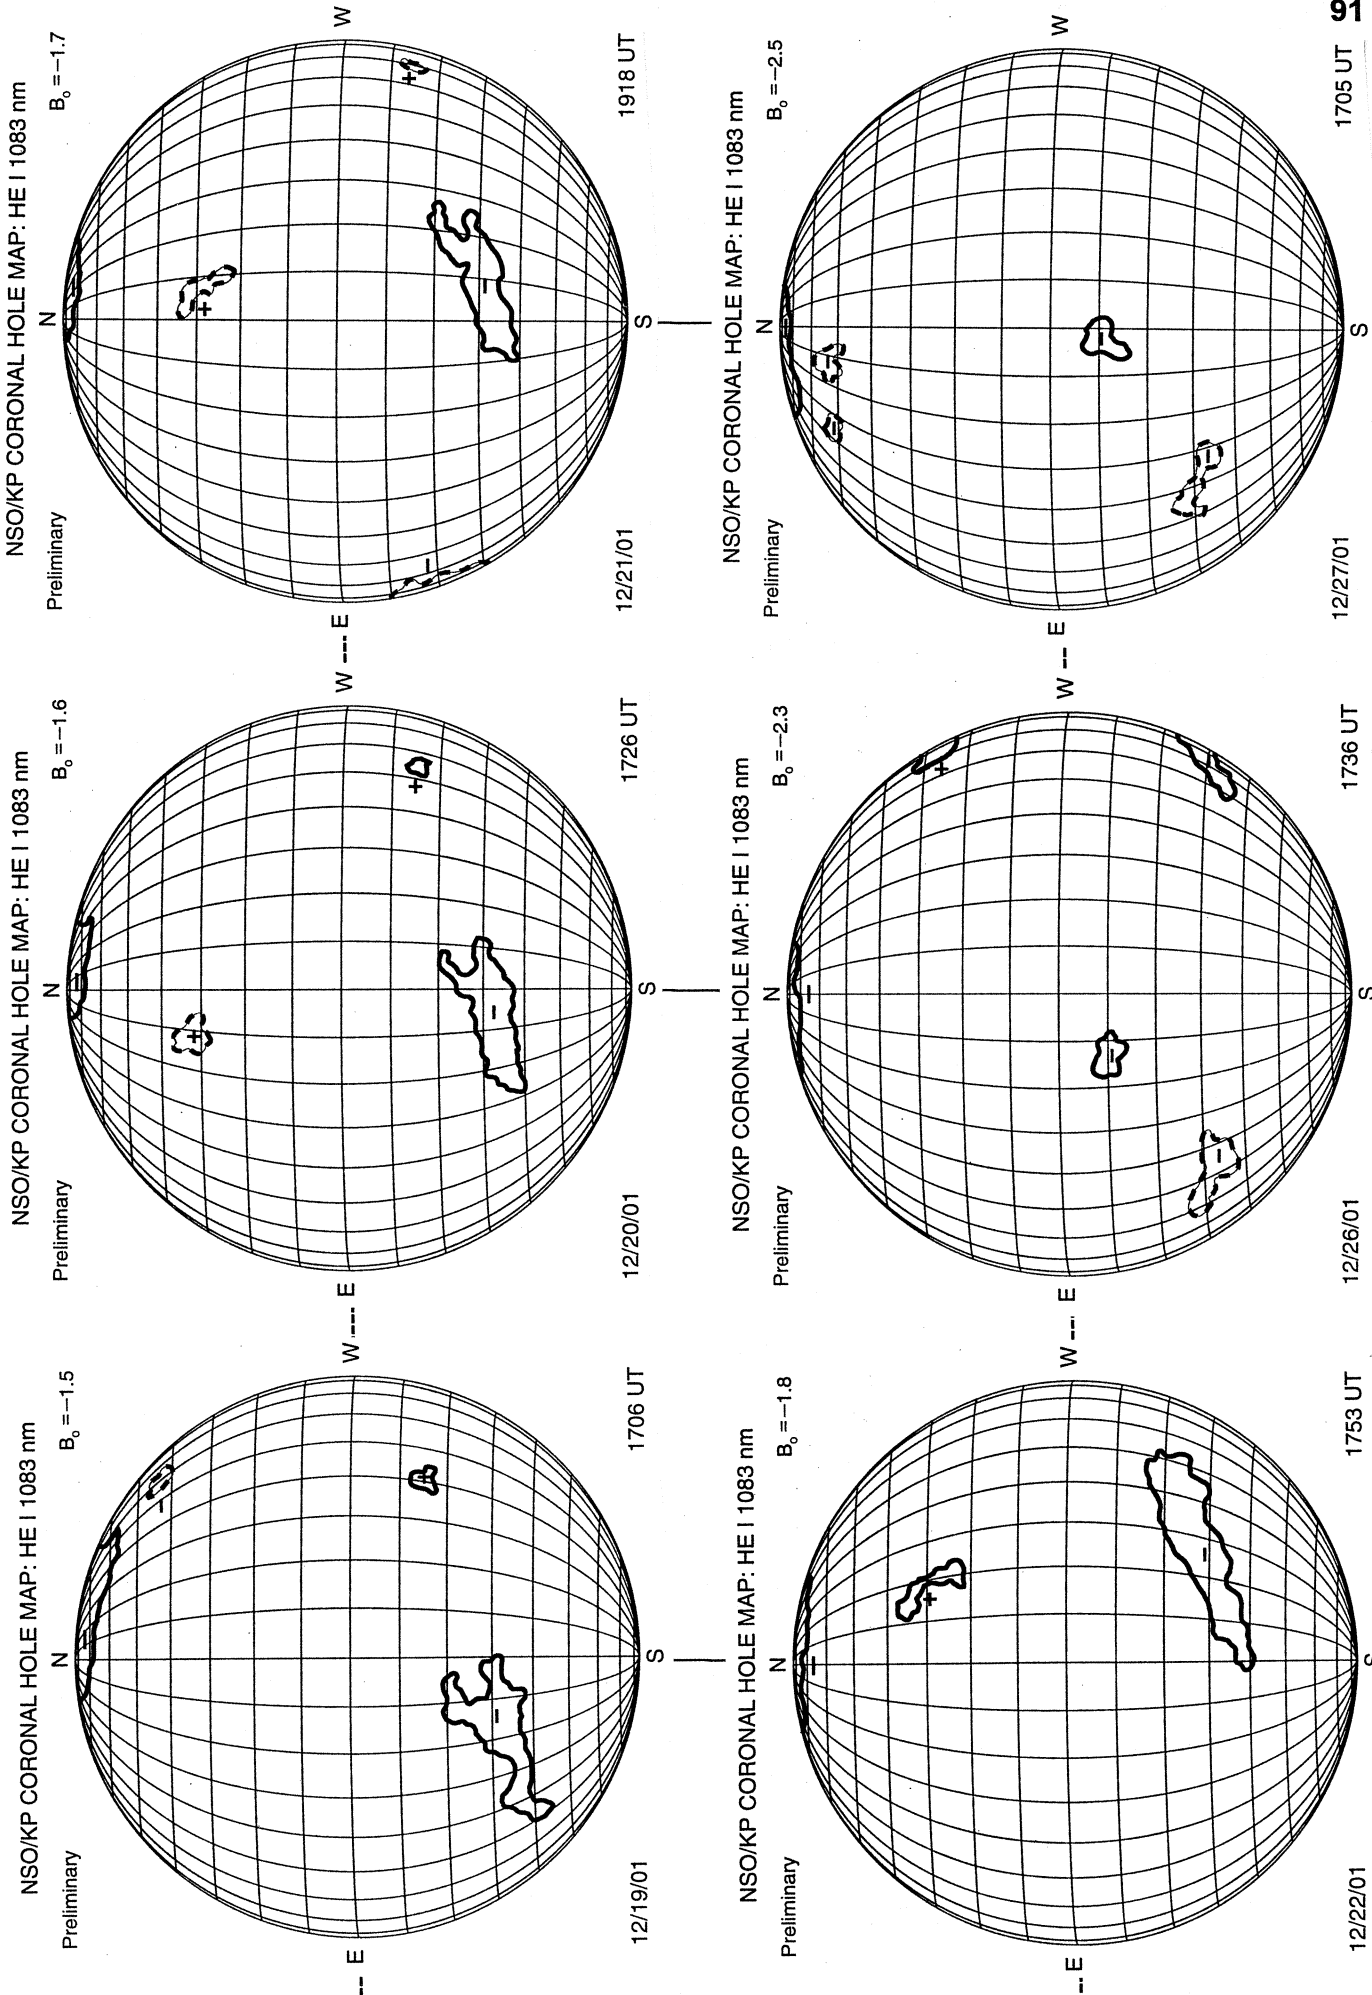 91
NSO/KP CORONAL HOLE MAP: HE I 1083 nm
Preliminary
B₀ =−1.5
N
-- E
W ----
+
−
−
−
S
12/19/01
1706 UT
NSO/KP CORONAL HOLE MAP: HE I 1083 nm
Preliminary
B₀ =−1.6
N
E
W ----
−
+
+
−
S
12/20/01
1726 UT
NSO/KP CORONAL HOLE MAP: HE I 1083 nm
Preliminary
B₀ =−1.7
N
E
W
−
+
+
−
−
S
12/21/01
1918 UT
NSO/KP CORONAL HOLE MAP: HE I 1083 nm
Preliminary
B₀ =−1.8
N
-- E
W ---
−
+
−
S
12/22/01
1753 UT
NSO/KP CORONAL HOLE MAP: HE I 1083 nm
Preliminary
B₀ =−2.3
N
E
W --
−
+
−
−
S
12/26/01
1736 UT
NSO/KP CORONAL HOLE MAP: HE I 1083 nm
Preliminary
B₀ =−2.5
N
E
W
−
−
−
−
−
S
12/27/01
1705 UT